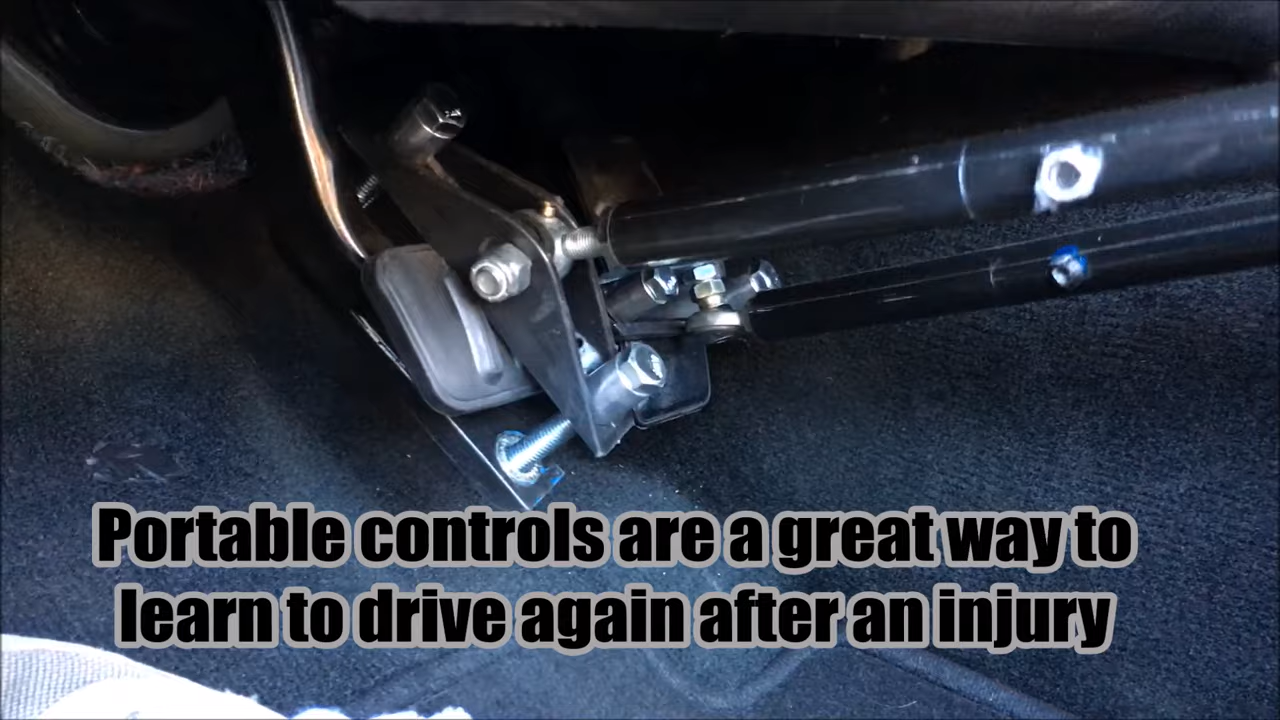 Portable controls are a great way to
learn to drive again after an injury